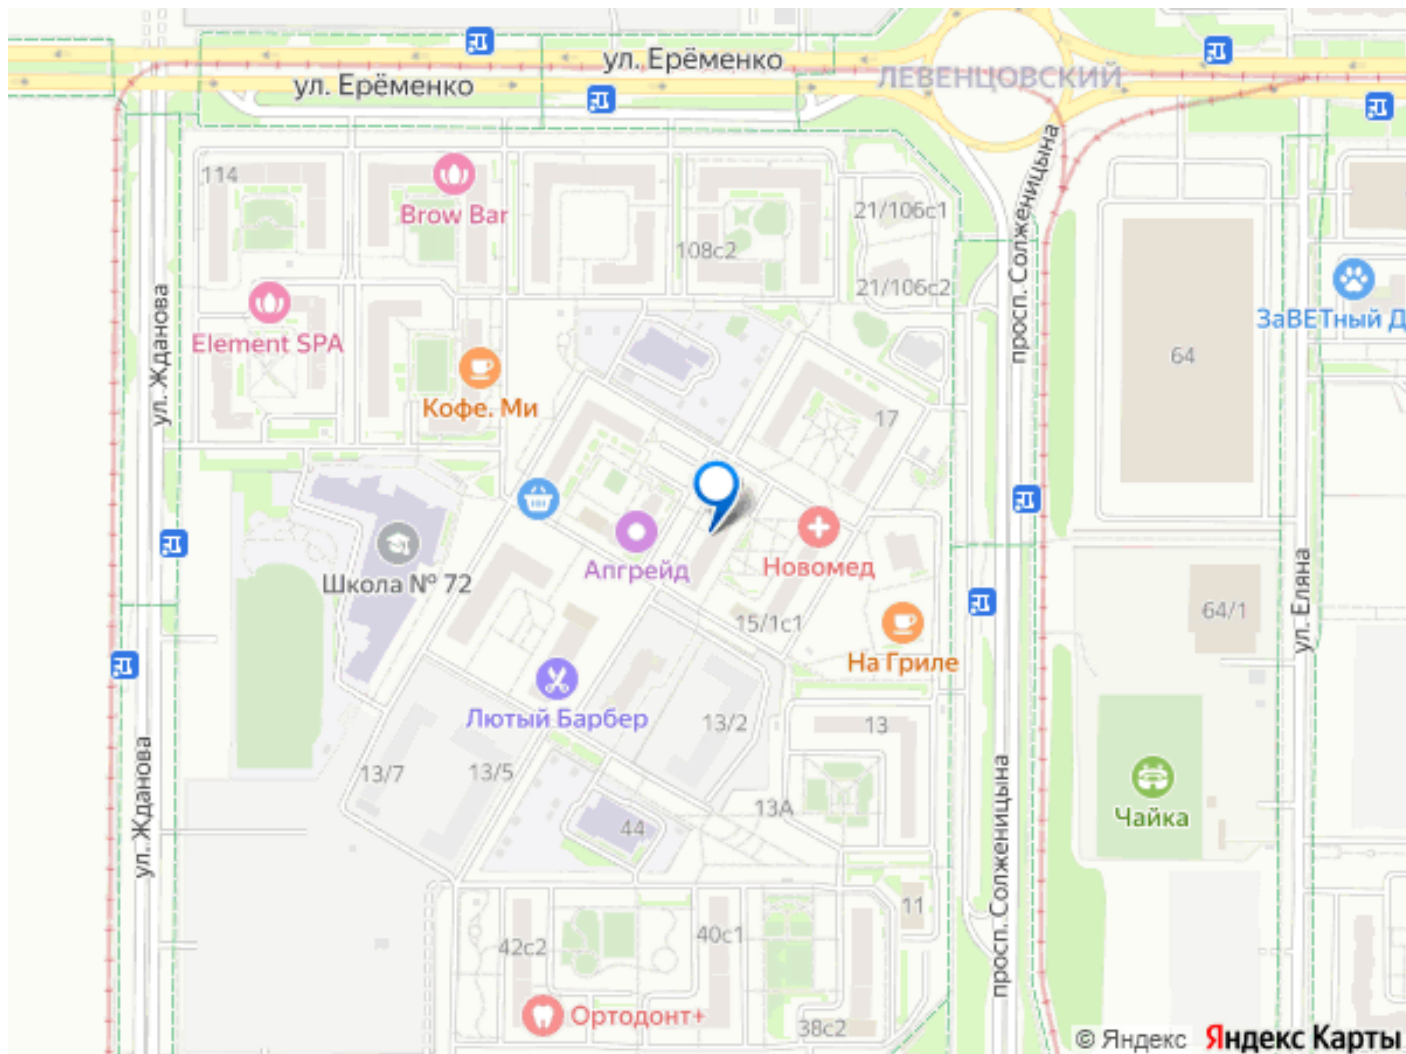 ул. Ерёменко
ул. Ерёменко
ЛЕВЕНЦОВСКИЙ
114
Brow Bar
108с2
21/106с1
21/106с2
просп. Солженицына
ул. Жданова
Element SPA
Кофе. Ми
64
ЗаВЕТный Д
17
Школа № 72
Апгрейд
Новомед
15/1с1
64/1
ул. Еляна
На Гриле
Лютый Барбер
13/2
13
13/7
13/5
13А
44
ул. Жданова
просп. Солженицына
Чайка
11
42с2
40с1
Ортодонт+
38с2
© Яндекс Яндекс Карты